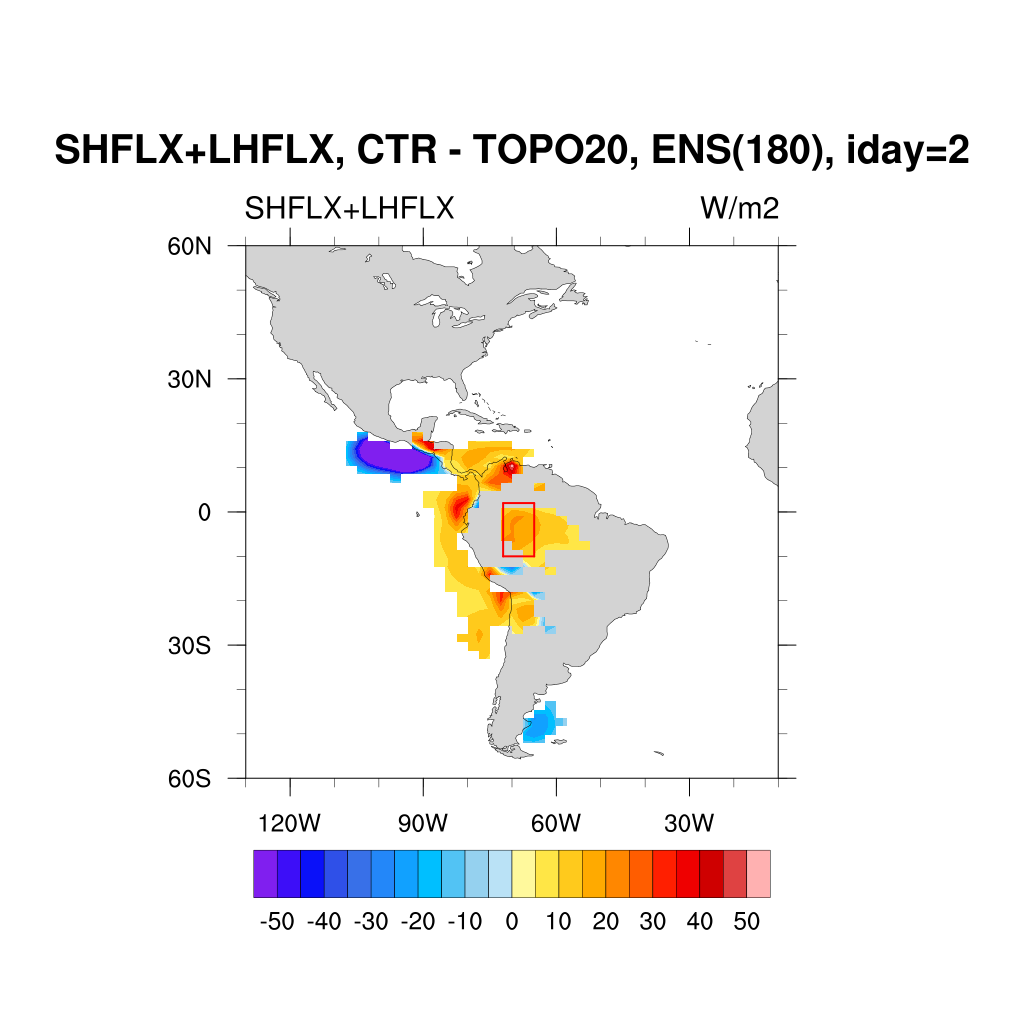 SHFLX+LHFLX, CTR - TOPO20, ENS(180), iday=2
SHFLX+LHFLX W/m2
60N
30N
0
30S
60S
120W 90W 60W 30W
-50 -40 -30 -20 -10 0 10 20 30 40 50